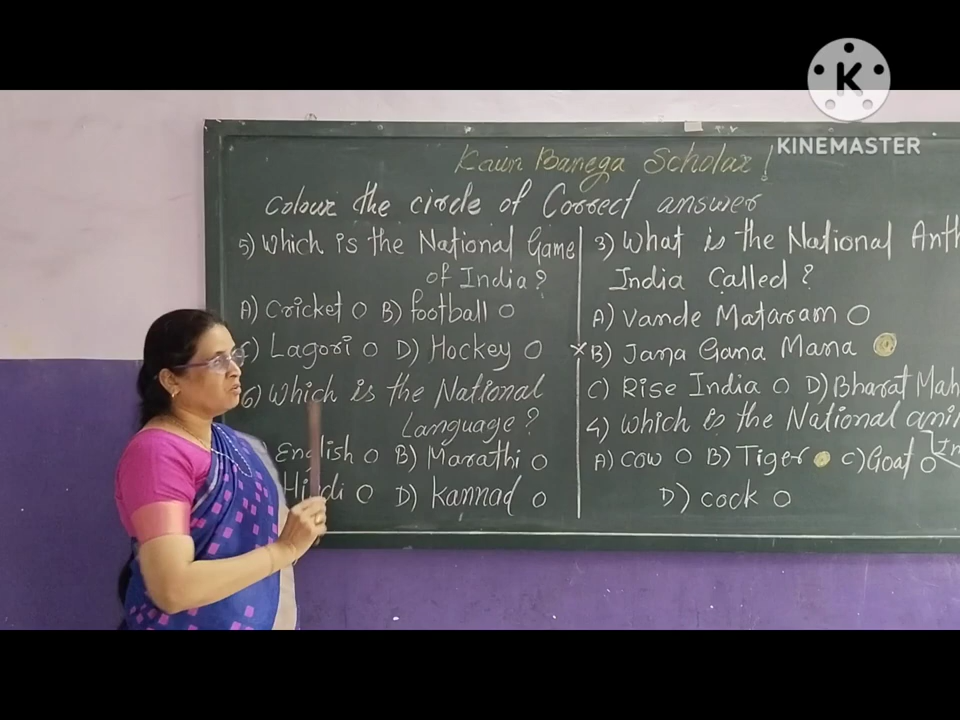 K
KINEMASTER
Kaun Banega Scholar!
Colour the circle of Correct answer
5) Which is the National Game
of India?
A) Cricket O B) football O
C) Lagori O D) Hockey O
6) Which is the National
Language?
English O B) Marathi O
Hindi O D) Kannad O
3) What is the National Anth
India Called?
A) Vande Mataram O
×B) Jana Gana Mana
C) Rise India O D) Bharat Mah
4) Which is the National ani
In
A) Cow O B) Tiger C) Goat O
D) cock O